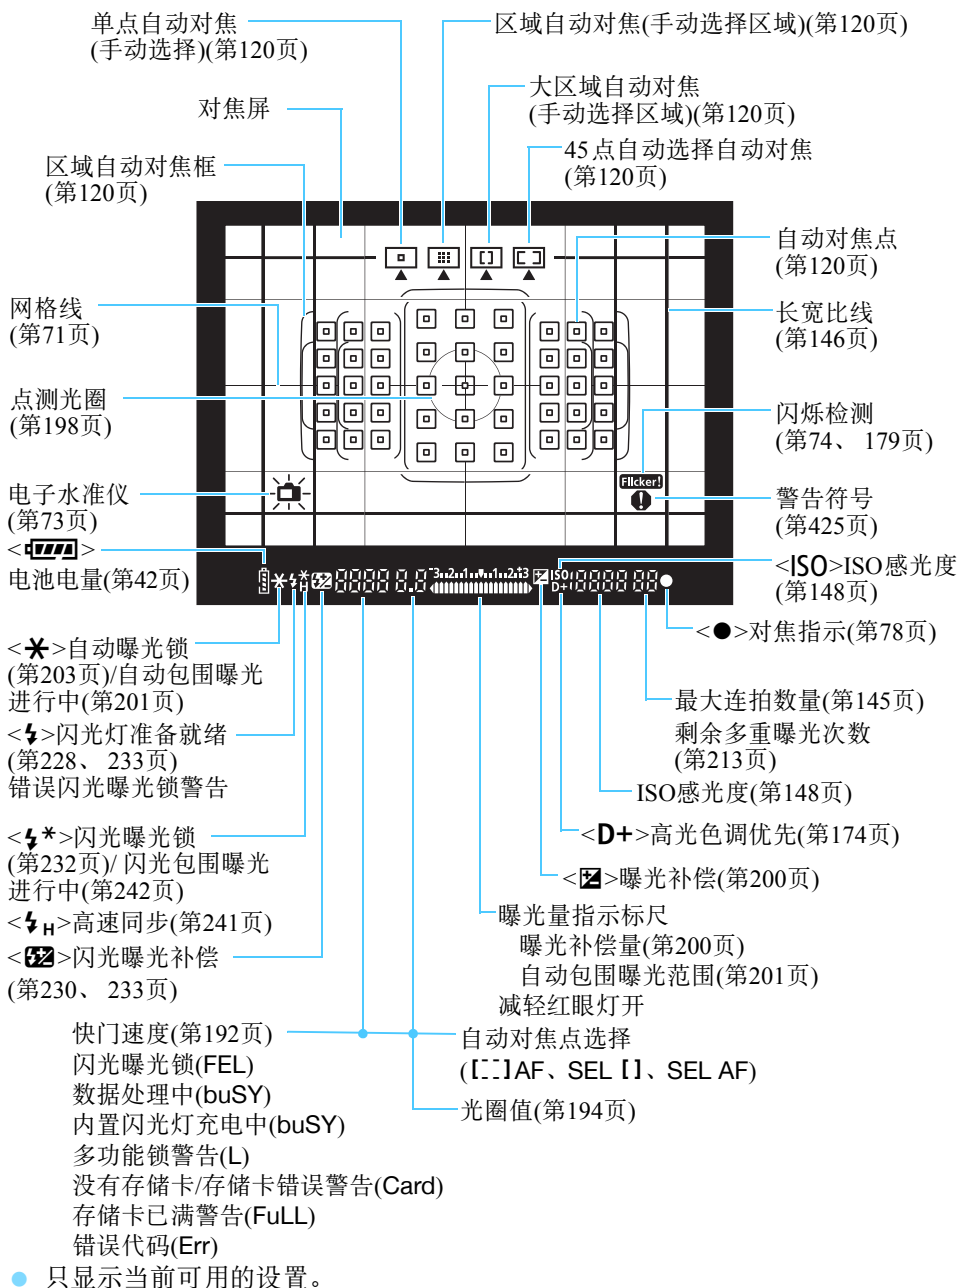 单点自动对焦
(手动选择)(第120页)
区域自动对焦(手动选择区域)(第120页)
大区域自动对焦
(手动选择区域)(第120页)
对焦屏
45点自动选择自动对焦
(第120页)
区域自动对焦框
(第120页)
自动对焦点
(第120页)
网格线
(第71页)
长宽比线
(第146页)
点测光圈
(第198页)
闪烁检测
(第74、 179页)
Flicker!
电子水准仪
(第73页)
警告符号
(第425页)
< >
电池电量(第42页)
3..2..1..▼..1..2..3
ISO
D+
<ISO>ISO感光度
(第148页)
<●>对焦指示(第78页)
<✱>自动曝光锁
(第203页)/自动包围曝光
进行中(第201页)
最大连拍数量(第145页)
剩余多重曝光次数
(第213页)
<⚡>闪光灯准备就绪
(第228、 233页)
错误闪光曝光锁警告
ISO感光度(第148页)
<⚡*>闪光曝光锁
(第232页)/ 闪光包围曝光
进行中(第242页)
<D+>高光色调优先(第174页)
< >曝光补偿(第200页)
<⚡H>高速同步(第241页)
曝光量指示标尺
曝光补偿量(第200页)
自动包围曝光范围(第201页)
减轻红眼灯开
< >闪光曝光补偿
(第230、 233页)
快门速度(第192页)
闪光曝光锁(FEL)
数据处理中(buSY)
内置闪光灯充电中(buSY)
多功能锁警告(L)
没有存储卡/存储卡错误警告(Card)
存储卡已满警告(FuLL)
错误代码(Err)
自动对焦点选择
([---]AF、SEL []、SEL AF)
光圈值(第194页)
● 只显示当前可用的设置。